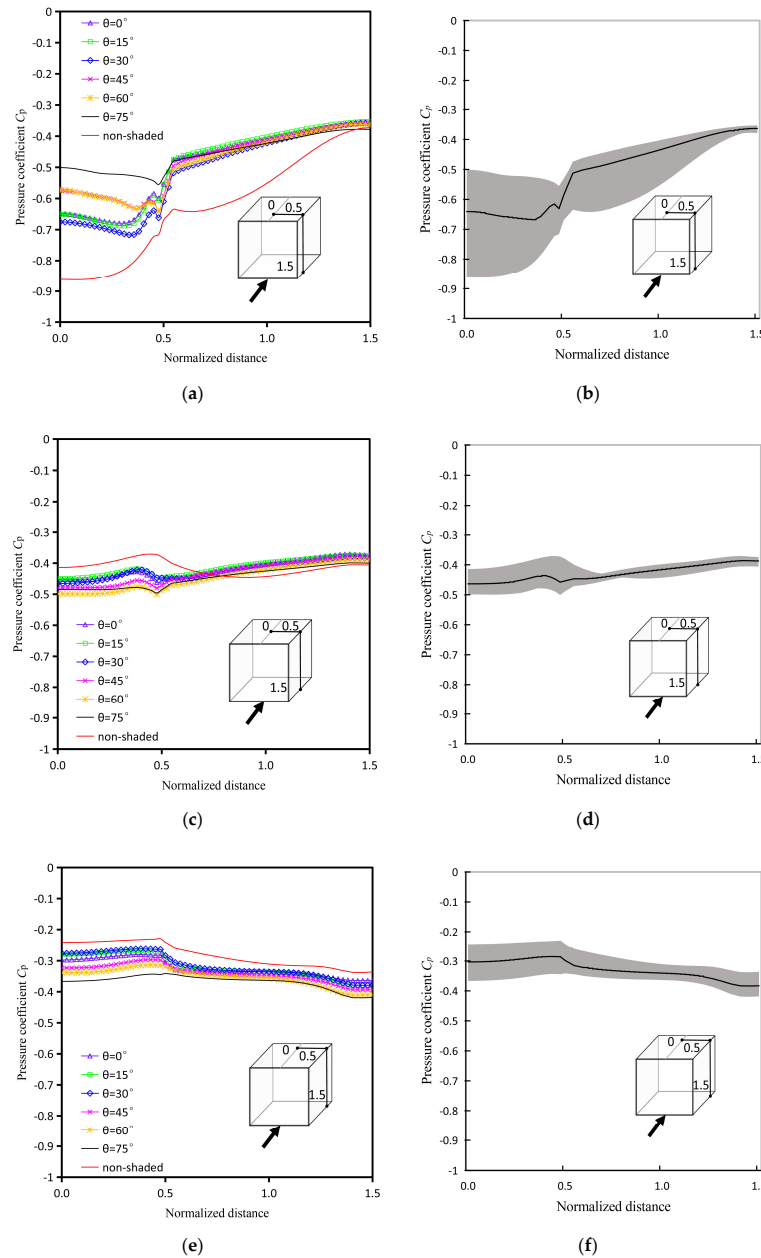 0
-0.1
-0.2
-0.3
-0.4
-0.5
-0.6
-0.7
-0.8
-0.9
-1
Pressure coefficient Cp
θ=0°
θ=15°
θ=30°
θ=45°
θ=60°
θ=75°
non-shaded
0 0.5
1.5
0.0 0.5 1.0 1.5
Normalized distance
(a)
0
-0.1
-0.2
-0.3
-0.4
-0.5
-0.6
-0.7
-0.8
-0.9
-1
Pressure coefficient Cp
0 0.5
1.5
0.0 0.5 1.0 1.5
Normalized distance
(b)
0
-0.1
-0.2
-0.3
-0.4
-0.5
-0.6
-0.7
-0.8
-0.9
-1
Pressure coefficient Cp
θ=0°
θ=15°
θ=30°
θ=45°
θ=60°
θ=75°
non-shaded
0 0.5
1.5
0.0 0.5 1.0 1.5
Normalized distance
(c)
0
-0.1
-0.2
-0.3
-0.4
-0.5
-0.6
-0.7
-0.8
-0.9
-1
Pressure coefficient Cp
0 0.5
1.5
0.0 0.5 1.0 1.5
Normalized distance
(d)
0
-0.1
-0.2
-0.3
-0.4
-0.5
-0.6
-0.7
-0.8
-0.9
-1
Pressure coefficient Cp
θ=0°
θ=15°
θ=30°
θ=45°
θ=60°
θ=75°
non-shaded
0
0.5
1.5
0.0 0.5 1.0 1.5
Normalized distance
(e)
0
-0.1
-0.2
-0.3
-0.4
-0.5
-0.6
-0.7
-0.8
-0.9
-1
Pressure coefficient Cp
0
0.5
1.5
0.0 0.5 1.0 1.5
Normalized distance
(f)